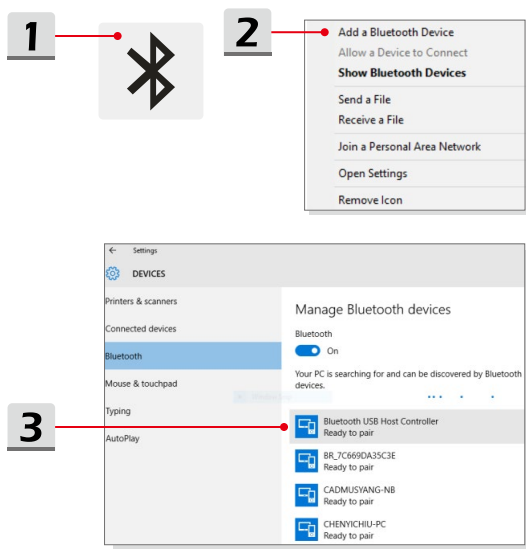 1
2
Add a Bluetooth Device
Allow a Device to Connect
Show Bluetooth Devices
Send a File
Receive a File
Join a Personal Area Network
Open Settings
Remove Icon
Settings
DEVICES
Printers & scanners
Connected devices
Bluetooth
Mouse & touchpad
Typing
AutoPlay
Manage Bluetooth devices
Bluetooth
On
Your PC is searching for and can be discovered by Bluetooth
devices.
3
Bluetooth USB Host Controller
Ready to pair
BR_7C669DA35C3E
Ready to pair
CADMUSYANG-NB
Ready to pair
CHENYICHIU-PC
Ready to pair